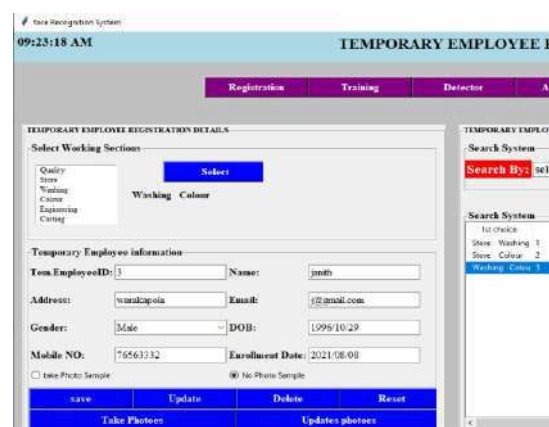 face Recognition System
09:23:18 AM
TEMPORARY EMPLOYEE
Registration Training Detector A
TEMPORARY EMPLOYEE REGISTRATION DETAILS
TEMPORARY EMPLO
Select Working Sections
Search System
Quality
Store
Washing
Colour
Engineering
Cutting
Select
Washing Colour
Search By: sel
Search System
1st choice
Store Washing 1
Store Colour 2
Washing Colou 3
Temporary Employee information
Tem.EmployeeID: 3 Name: janith
Address: warakapola Email: j@gmail.com
Gender: Male DOB: 1996/10/29
Mobile NO: 76563332 Enrollment Date: 2021/08/08
take Photo Sample No Photo Sample
save Update Delete Reset
Take Photoes Updates photoes